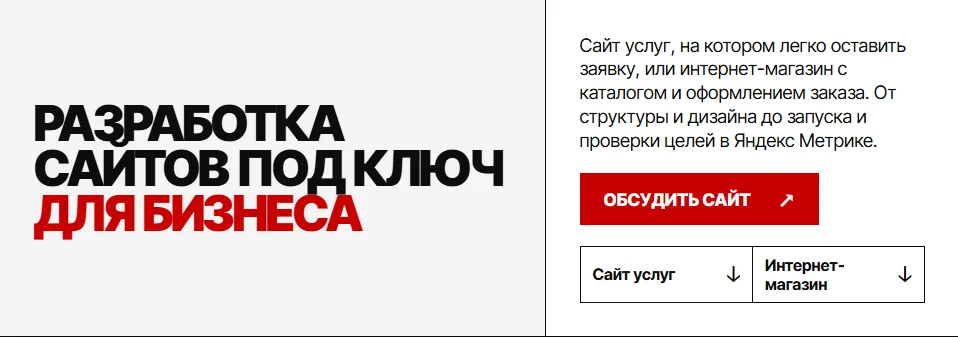 РАЗРАБОТКА
САЙТОВ ПОД КЛЮЧ
ДЛЯ БИЗНЕСА
Сайт услуг, на котором легко оставить
заявку, или интернет-магазин с
каталогом и оформлением заказа. От
структуры и дизайна до запуска и
проверки целей в Яндекс Метрике.
ОБСУДИТЬ САЙТ ↗
Сайт услуг ↓
Интернет-
магазин ↓